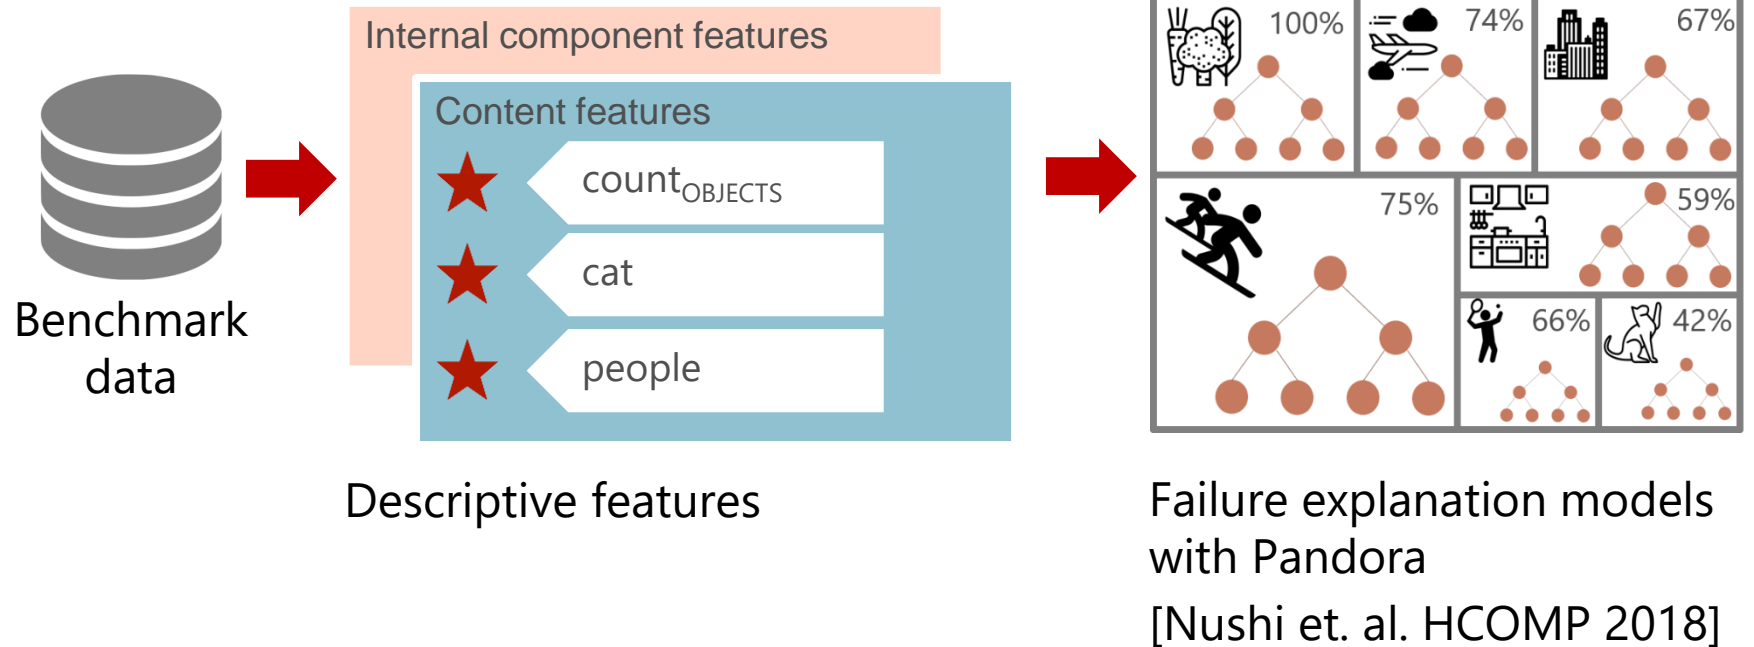 Benchmark
data
Internal component features
Content features
countOBJECTS
cat
people
Descriptive features
100%
74%
67%
75%
59%
66%
42%
Failure explanation models
with Pandora
[Nushi et. al. HCOMP 2018]